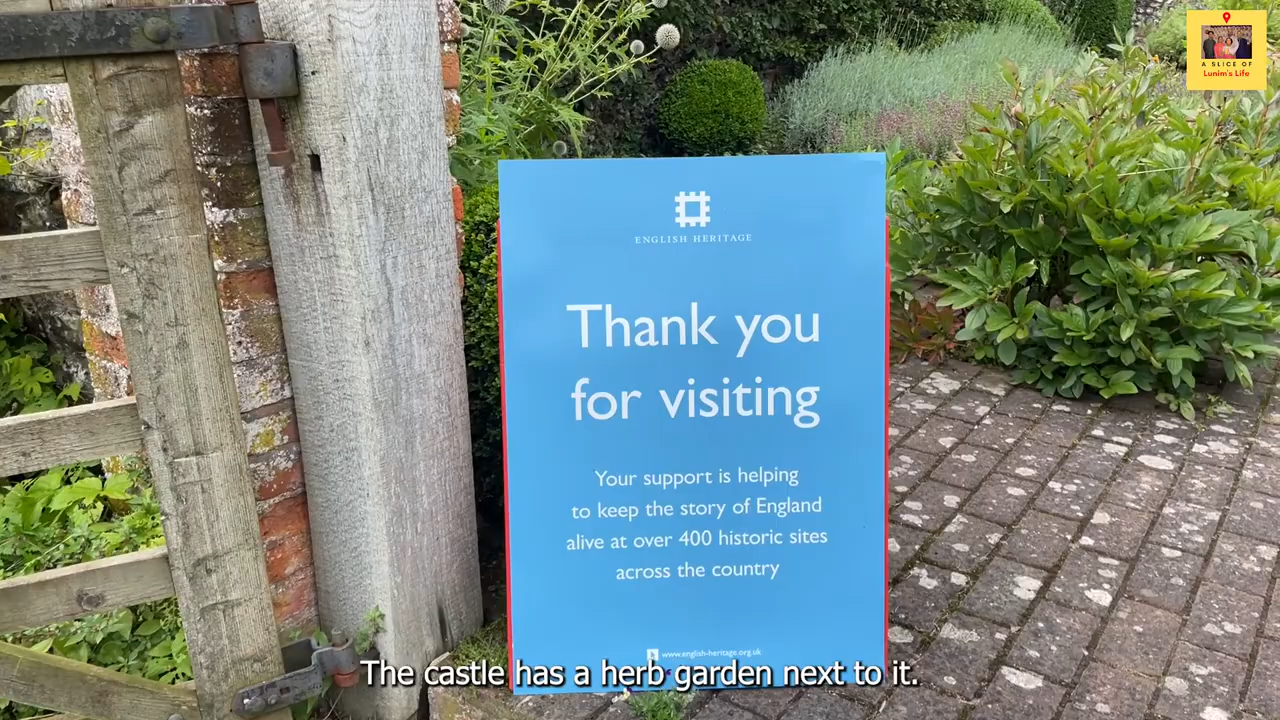 A SLICE OF
Lunim's Life
ENGLISH HERITAGE
Thank you
for visiting
Your support is helping
to keep the story of England
alive at over 400 historic sites
across the country
www.english-heritage.org.uk
The castle has a herb garden next to it.